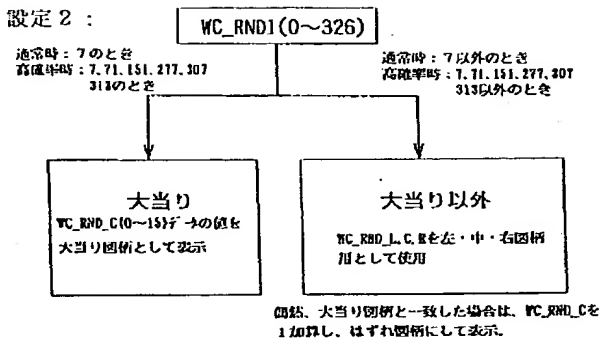 設定2:
WC_RND1(0〜326)
通常時:7のとき
高確率時:7.71.151.277.307
313のとき
通常時:7以外のとき
高確率時:7.71.151.277.307
313以外のとき
大当り
WC_RND_C(0〜15)データの値を
大当り図柄として表示
大当り以外
WC_RND_L.C.Rを左・中・右図柄
用として使用
偶然、大当り図柄と一致した場合は、WC_RND_Cを
1加算し、はずれ図柄にして表示。